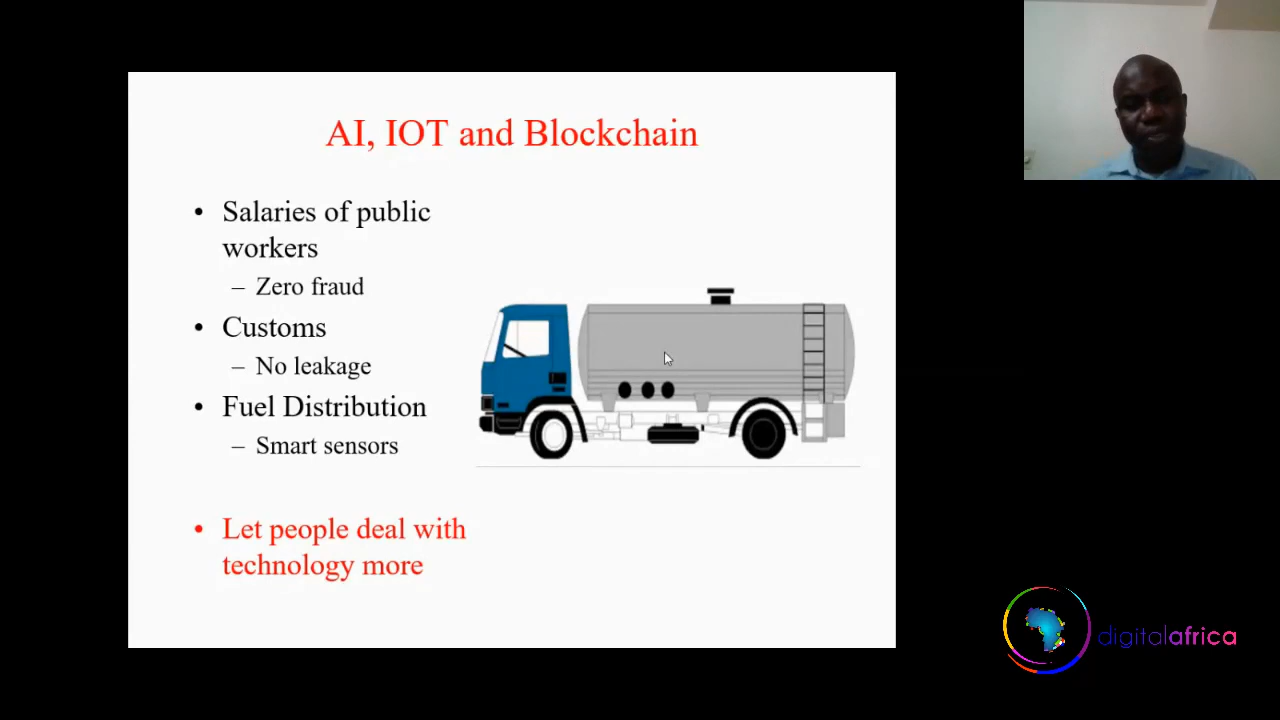 AI, IOT and Blockchain
• Salaries of public
workers
– Zero fraud
• Customs
– No leakage
• Fuel Distribution
– Smart sensors
• Let people deal with
technology more
digitalafrica